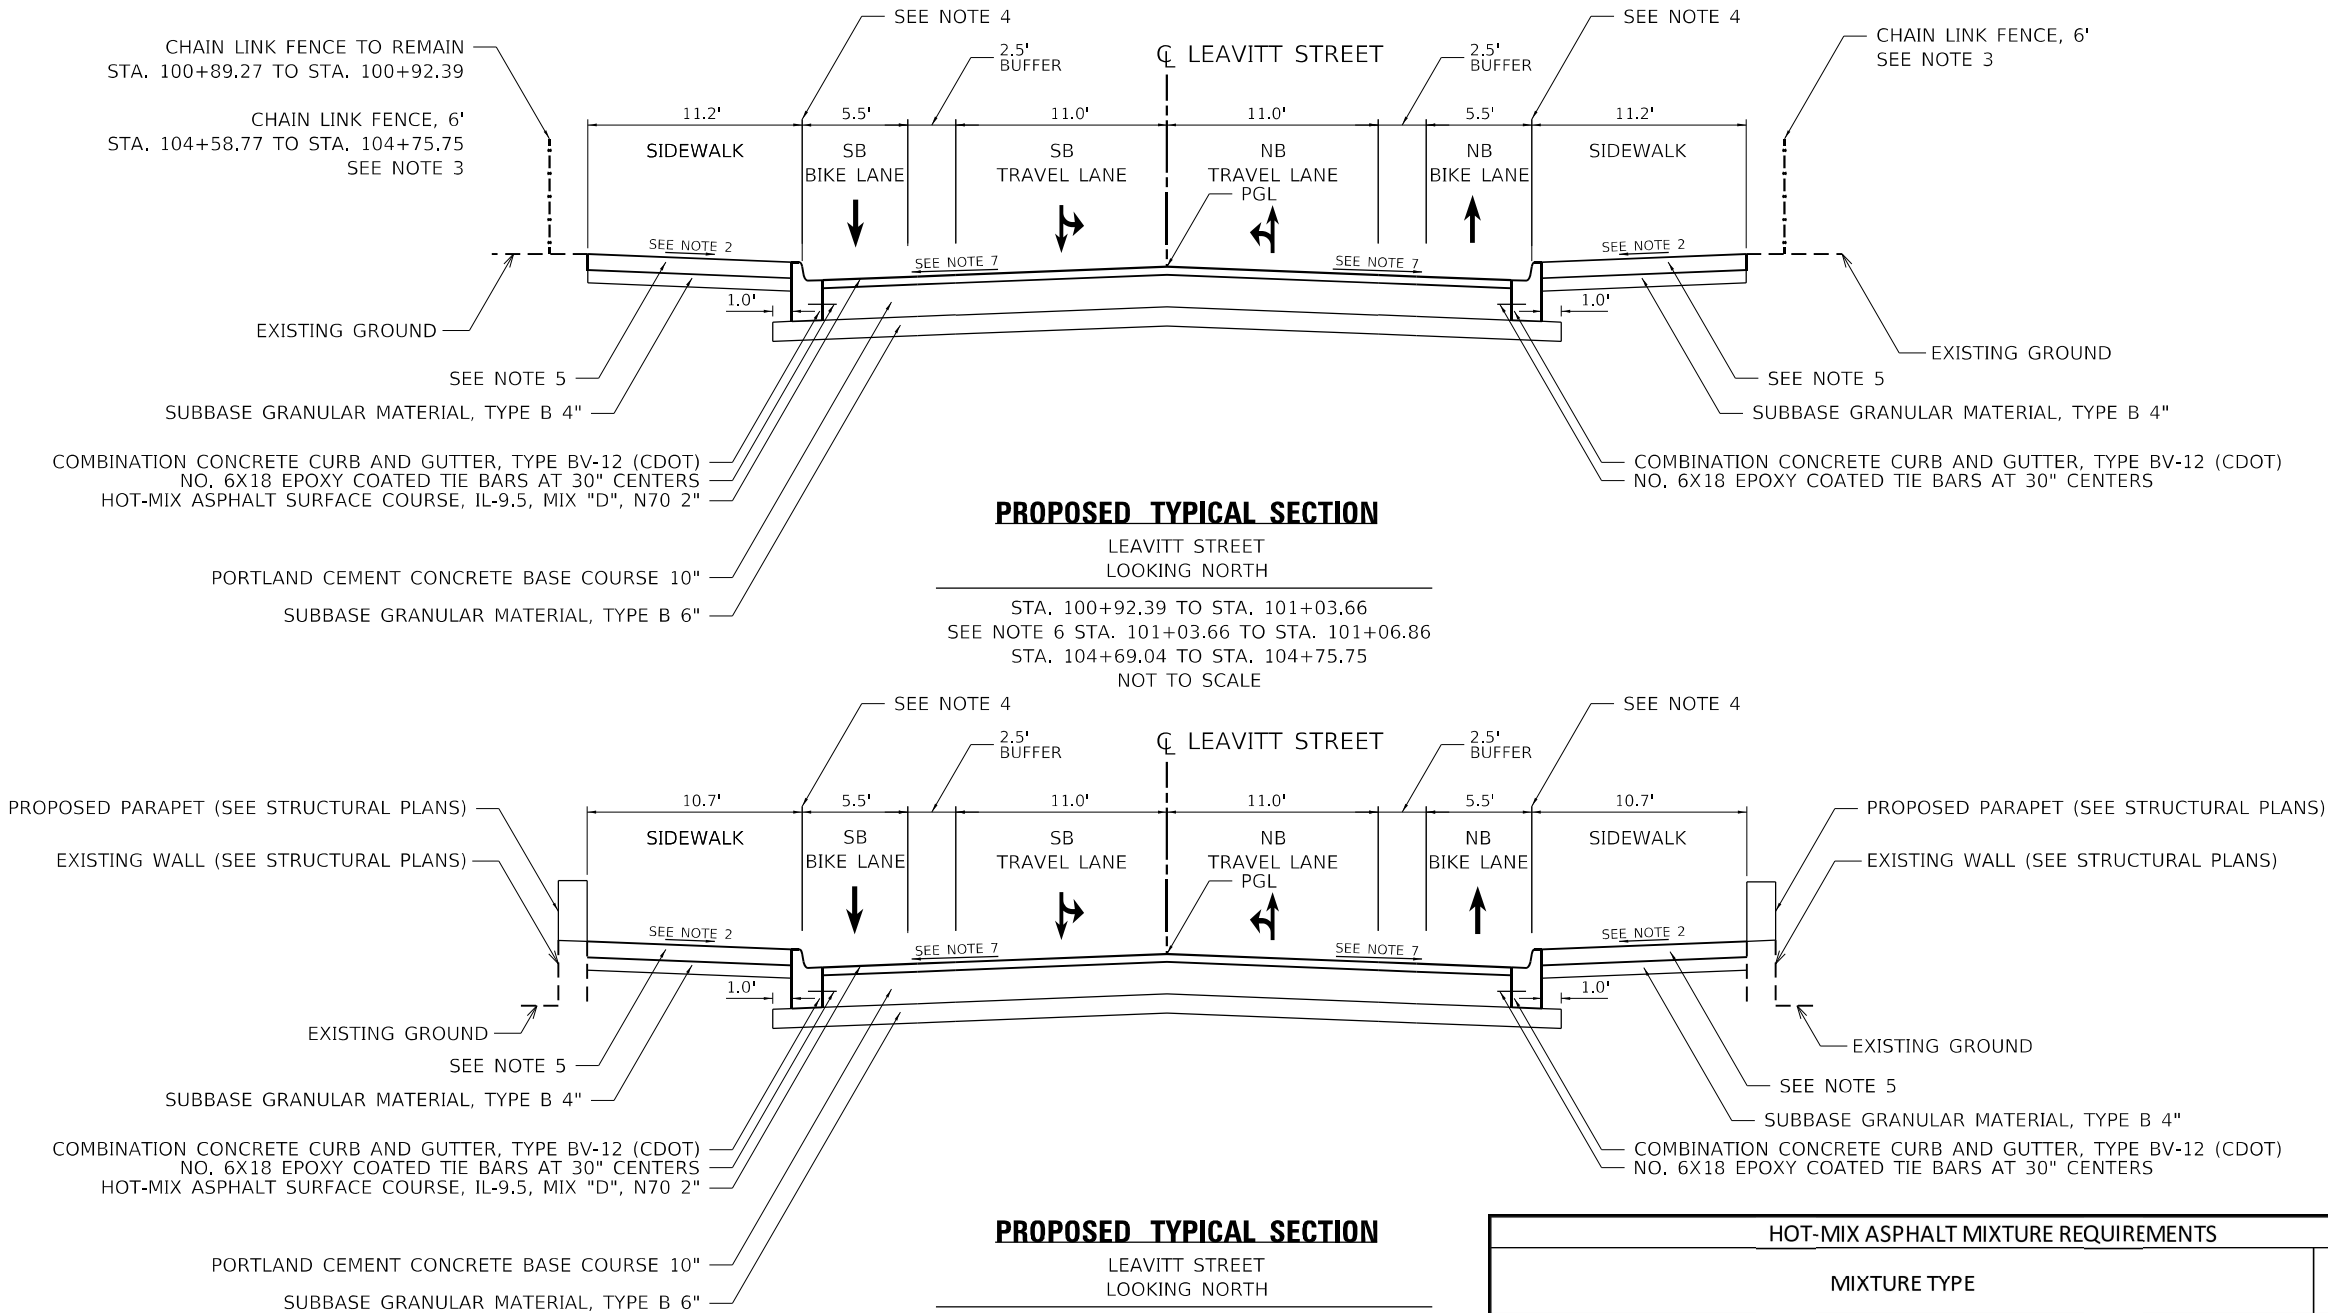 SEE NOTE 4
SEE NOTE 4
CHAIN LINK FENCE TO REMAIN
STA. 100+89.27 TO STA. 100+92.39
2.5'
BUFFER
℄ LEAVITT STREET
2.5'
BUFFER
CHAIN LINK FENCE, 6'
SEE NOTE 3
CHAIN LINK FENCE, 6'
STA. 104+58.77 TO STA. 104+75.75
SEE NOTE 3
11.2'
5.5'
11.0'
11.0'
5.5'
11.2'
SIDEWALK
SB
BIKE LANE
SB
TRAVEL LANE
NB
TRAVEL LANE
NB
BIKE LANE
SIDEWALK
PGL
SEE NOTE 2
SEE NOTE 7
SEE NOTE 7
SEE NOTE 2
1.0'
1.0'
EXISTING GROUND
EXISTING GROUND
SEE NOTE 5
SEE NOTE 5
SUBBASE GRANULAR MATERIAL, TYPE B 4"
SUBBASE GRANULAR MATERIAL, TYPE B 4"
COMBINATION CONCRETE CURB AND GUTTER, TYPE BV-12 (CDOT)
NO. 6X18 EPOXY COATED TIE BARS AT 30" CENTERS
HOT-MIX ASPHALT SURFACE COURSE, IL-9.5, MIX "D", N70 2"
COMBINATION CONCRETE CURB AND GUTTER, TYPE BV-12 (CDOT)
NO. 6X18 EPOXY COATED TIE BARS AT 30" CENTERS
PORTLAND CEMENT CONCRETE BASE COURSE 10"
SUBBASE GRANULAR MATERIAL, TYPE B 6"
PROPOSED TYPICAL SECTION
LEAVITT STREET
LOOKING NORTH
STA. 100+92.39 TO STA. 101+03.66
SEE NOTE 6 STA. 101+03.66 TO STA. 101+06.86
STA. 104+69.04 TO STA. 104+75.75
NOT TO SCALE
SEE NOTE 4
SEE NOTE 4
2.5'
BUFFER
℄ LEAVITT STREET
2.5'
BUFFER
PROPOSED PARAPET (SEE STRUCTURAL PLANS)
EXISTING WALL (SEE STRUCTURAL PLANS)
PROPOSED PARAPET (SEE STRUCTURAL PLANS)
EXISTING WALL (SEE STRUCTURAL PLANS)
10.7'
5.5'
11.0'
11.0'
5.5'
10.7'
SIDEWALK
SB
BIKE LANE
SB
TRAVEL LANE
NB
TRAVEL LANE
NB
BIKE LANE
SIDEWALK
PGL
SEE NOTE 2
SEE NOTE 7
SEE NOTE 7
SEE NOTE 2
1.0'
1.0'
EXISTING GROUND
EXISTING GROUND
SEE NOTE 5
SEE NOTE 5
SUBBASE GRANULAR MATERIAL, TYPE B 4"
SUBBASE GRANULAR MATERIAL, TYPE B 4"
COMBINATION CONCRETE CURB AND GUTTER, TYPE BV-12 (CDOT)
NO. 6X18 EPOXY COATED TIE BARS AT 30" CENTERS
HOT-MIX ASPHALT SURFACE COURSE, IL-9.5, MIX "D", N70 2"
COMBINATION CONCRETE CURB AND GUTTER, TYPE BV-12 (CDOT)
NO. 6X18 EPOXY COATED TIE BARS AT 30" CENTERS
PORTLAND CEMENT CONCRETE BASE COURSE 10"
SUBBASE GRANULAR MATERIAL, TYPE B 6"
PROPOSED TYPICAL SECTION
LEAVITT STREET
LOOKING NORTH
HOT-MIX ASPHALT MIXTURE REQUIREMENTS
MIXTURE TYPE